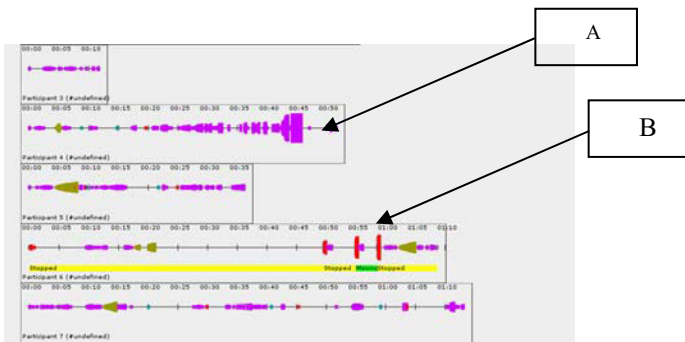 A
00:00 00:05 00:10
Participant 3 (#undefined)
00:00 00:05 00:10 00:15 00:20 00:25 00:30 00:35 00:40 00:45 00:50
B
Participant 4 (#undefined)
00:00 00:05 00:10 00:15 00:20 00:25 00:30 00:35
Participant 5 (#undefined)
00:00 00:05 00:10 00:15 00:20 00:25 00:30 00:35 00:40 00:45 00:50 00:55 01:00 01:05 01:10
Stopped Stopped Moving Stopped
Participant 6 (#undefined)
00:00 00:05 00:10 00:15 00:20 00:25 00:30 00:35 00:40 00:45 00:50 00:55 01:00 01:05 01:10
Participant 7 (#undefined)